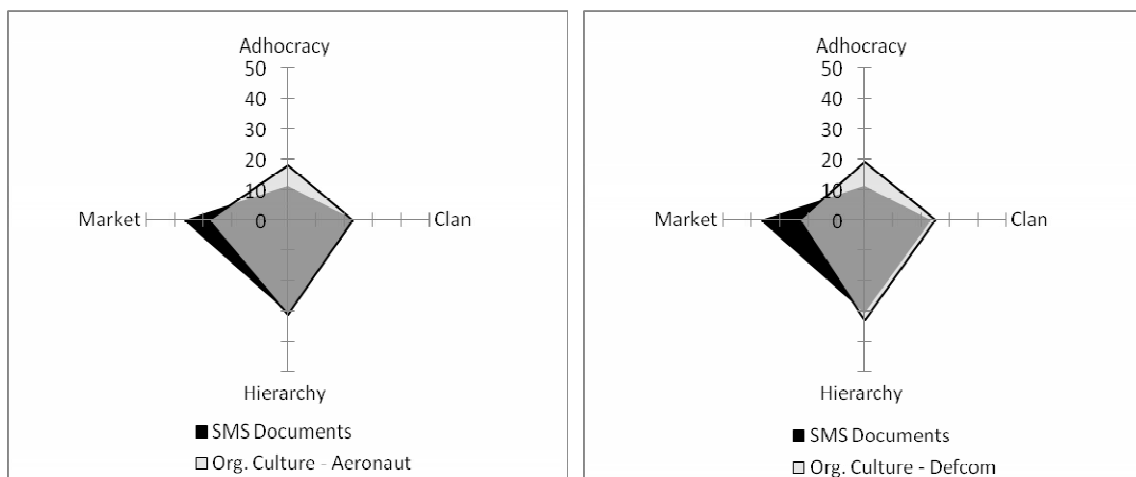 Adhocracy
50
40
30
20
10
0
Market
Clan
Hierarchy
SMS Documents
Org. Culture - Aeronaut
Adhocracy
50
40
30
20
10
0
Market
Clan
Hierarchy
SMS Documents
Org. Culture - Defcom